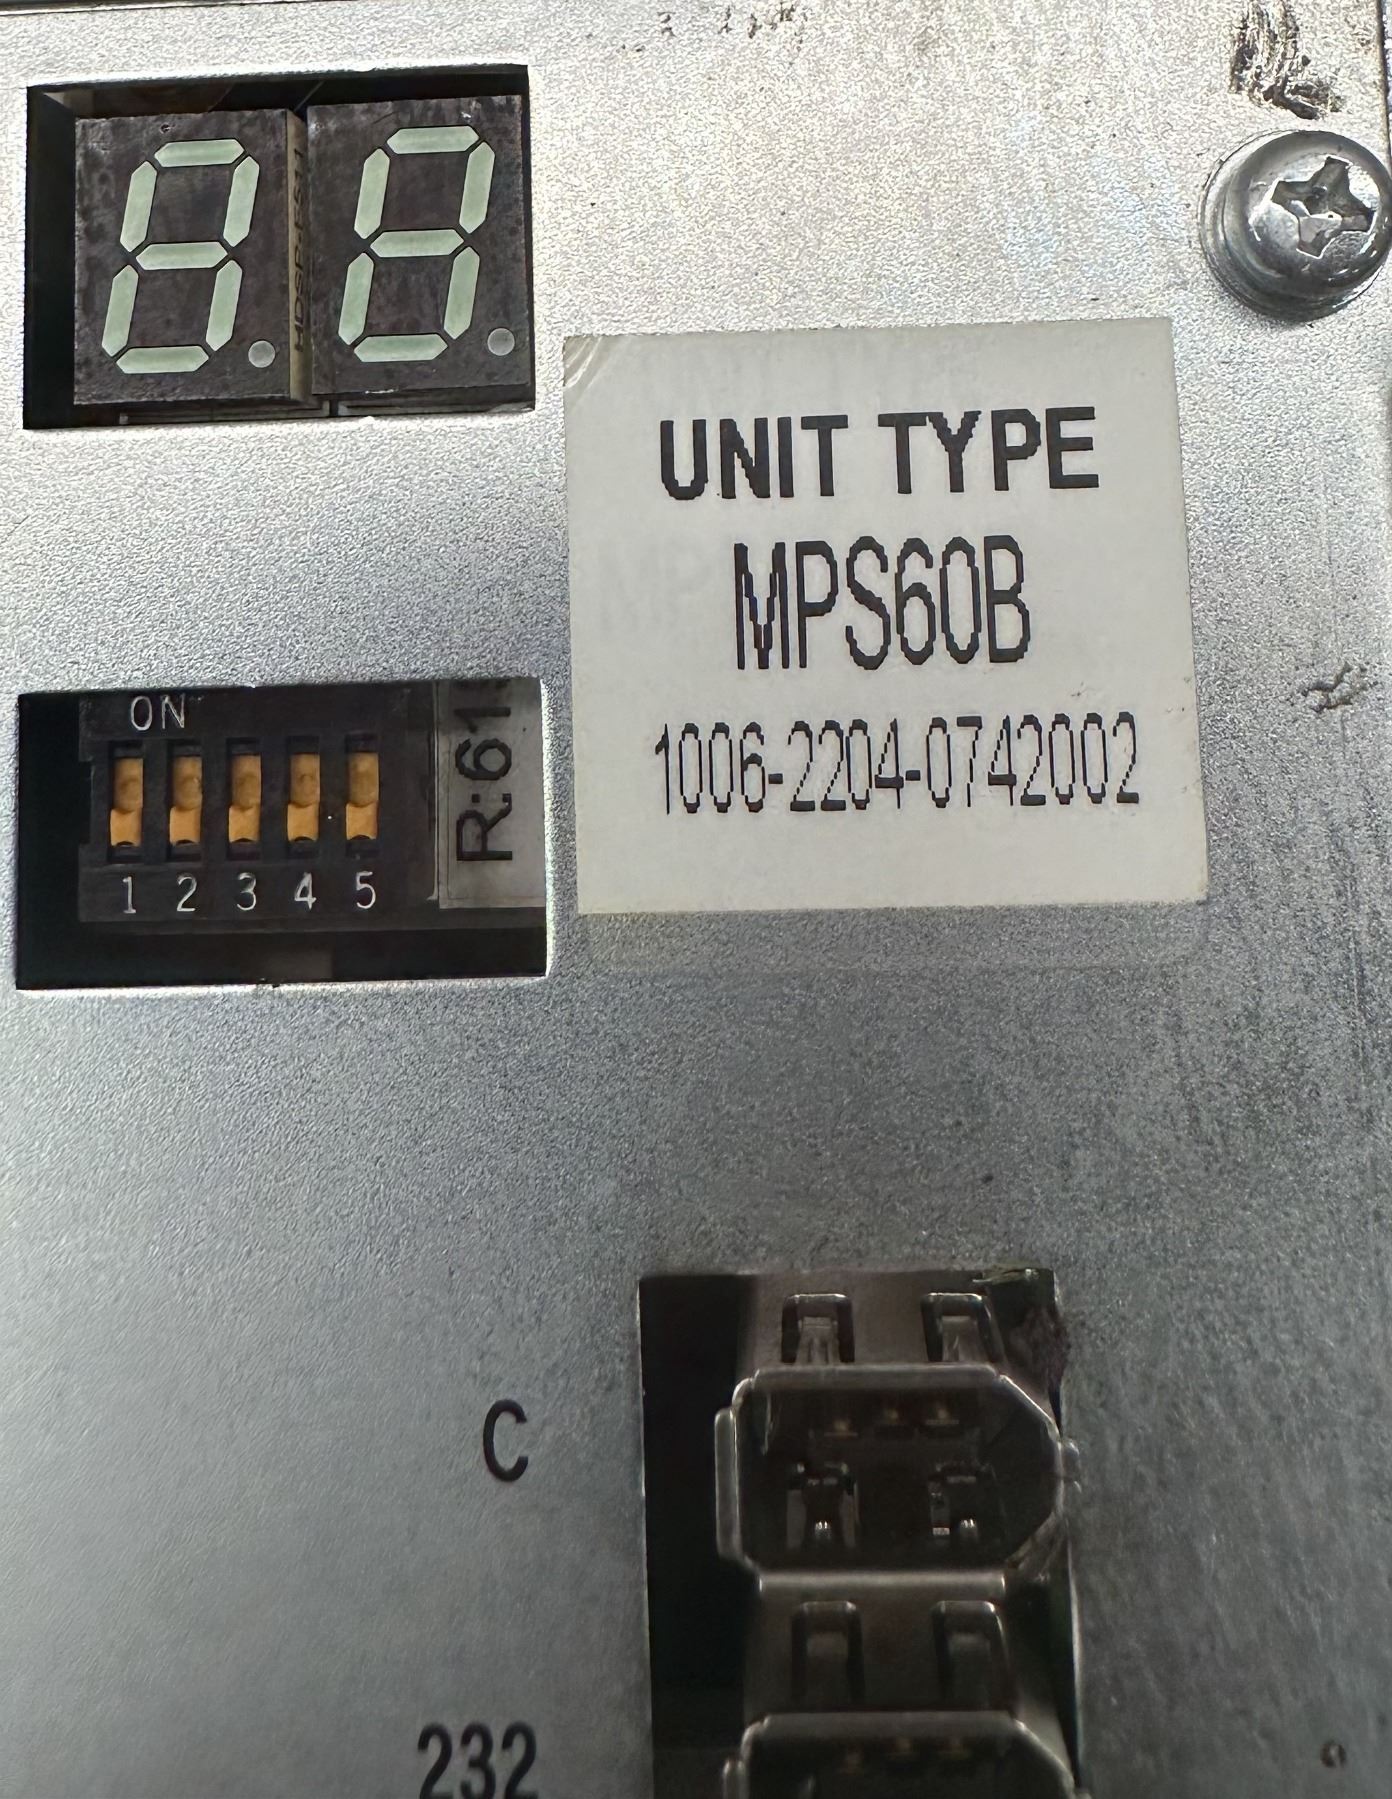 UNIT TYPE
MPS60B
1006-2204-0742002
ON
1 2 3 4 5
R:61
C
232